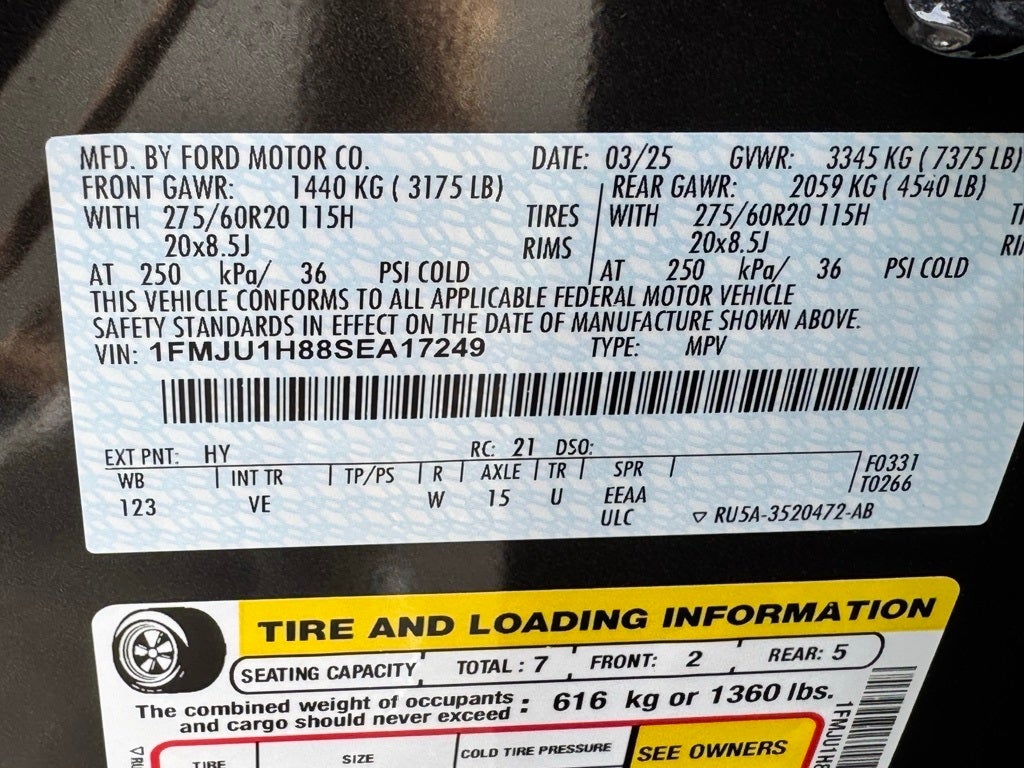 MFD. BY FORD MOTOR CO. DATE: 03/25 GVWR: 3345 KG ( 7375 LB)
FRONT GAWR: 1440 KG ( 3175 LB) REAR GAWR: 2059 KG ( 4540 LB)
WITH 275/60R20 115H TIRES WITH 275/60R20 115H
20x8.5J RIMS 20x8.5J
AT 250 kPa/ 36 PSI COLD AT 250 kPa/ 36 PSI COLD
THIS VEHICLE CONFORMS TO ALL APPLICABLE FEDERAL MOTOR VEHICLE
SAFETY STANDARDS IN EFFECT ON THE DATE OF MANUFACTURE SHOWN ABOVE.
VIN: 1FMJU1H88SEA17249 TYPE: MPV
EXT PNT: HY RC: 21 DSO:
WB INT TR TP/PS R AXLE TR SPR F0331
123 VE W 15 U EEAA T0266
ULC ▽ RU5A-3520472-AB
TIRE AND LOADING INFORMATION
SEATING CAPACITY TOTAL : 7 FRONT: 2 REAR: 5
The combined weight of occupants : 616 kg or 1360 lbs.
and cargo should never exceed
TIRE SIZE COLD TIRE PRESSURE SEE OWNERS
1FMJU1H8